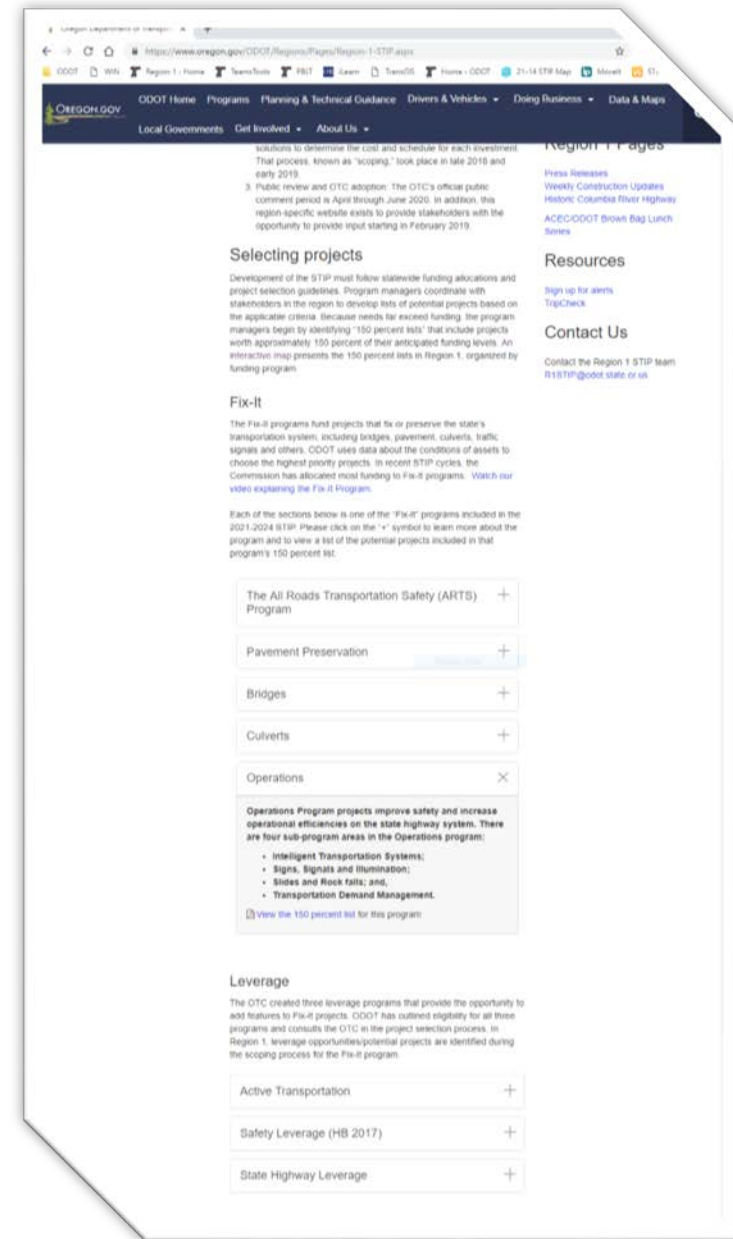 https://www.oregon.gov/ODOT/Regions/Pages/Region-1-STIP.aspx
ODOT WIN Region 1 - Home TeamsTools iLearn TransGIS Home - ODOT 21-14 STIP Map
OREGON.GOV
ODOT Home Programs Planning & Technical Guidance Drivers & Vehicles Doing Business Data & Maps
Local Governments Get Involved About Us
solutions to determine the cost and schedule for each investment.
That process, known as "scoping," took place in late 2018 and
early 2019.
3. Public review and OTC adoption: The OTC's official public
comment period is April through June 2020. In addition, this
region-specific website exists to provide stakeholders with the
opportunity to provide input starting in February 2019.
Selecting projects
Development of the STIP must follow statewide funding allocations and
project selection guidelines. Program managers coordinate with
stakeholders in the region to develop lists of potential projects based on
the applicable criteria. Because needs far exceed funding, the program
managers begin by identifying "150 percent lists" that include projects
worth approximately 150 percent of their anticipated funding levels. An
interactive map presents the 150 percent lists in Region 1, organized by
funding program.
Fix-It
The Fix-It programs fund projects that fix or preserve the state's
transportation system, including bridges, pavement, culverts, traffic
signals and others. ODOT uses data about the conditions of assets to
choose the highest priority projects. In recent STIP cycles, the
Commission has allocated most funding to Fix-It programs. Watch our
video explaining the Fix-It Program.
Each of the sections below is one of the "Fix-It" programs included in the
2021-2024 STIP. Please click on the "+" symbol to learn more about the
program and to view a list of the potential projects included in that
program's 150 percent list.
The All Roads Transportation Safety (ARTS)
Program
Pavement Preservation
Bridges
Culverts
Operations
Operations Program projects improve safety and increase
operational efficiencies on the state highway system. There
are four sub-program areas in the Operations program:
• Intelligent Transportation Systems;
• Signs, Signals and Illumination;
• Slides and Rock falls; and,
• Transportation Demand Management.
View the 150 percent list for this program
Leverage
The OTC created three leverage programs that provide the opportunity to
add features to Fix-It projects. ODOT has outlined eligibility for all three
programs and consults the OTC in the project selection process. In
Region 1, leverage opportunities/potential projects are identified during
the scoping process for the Fix-It program.
Active Transportation
Safety Leverage (HB 2017)
State Highway Leverage
Region 1 Pages
Press Releases
Weekly Construction Updates
Historic Columbia River Highway
ACEC/ODOT Brown Bag Lunch
Series
Resources
Sign up for alerts
TripCheck
Contact Us
Contact the Region 1 STIP team
R1STIP@odot.state.or.us